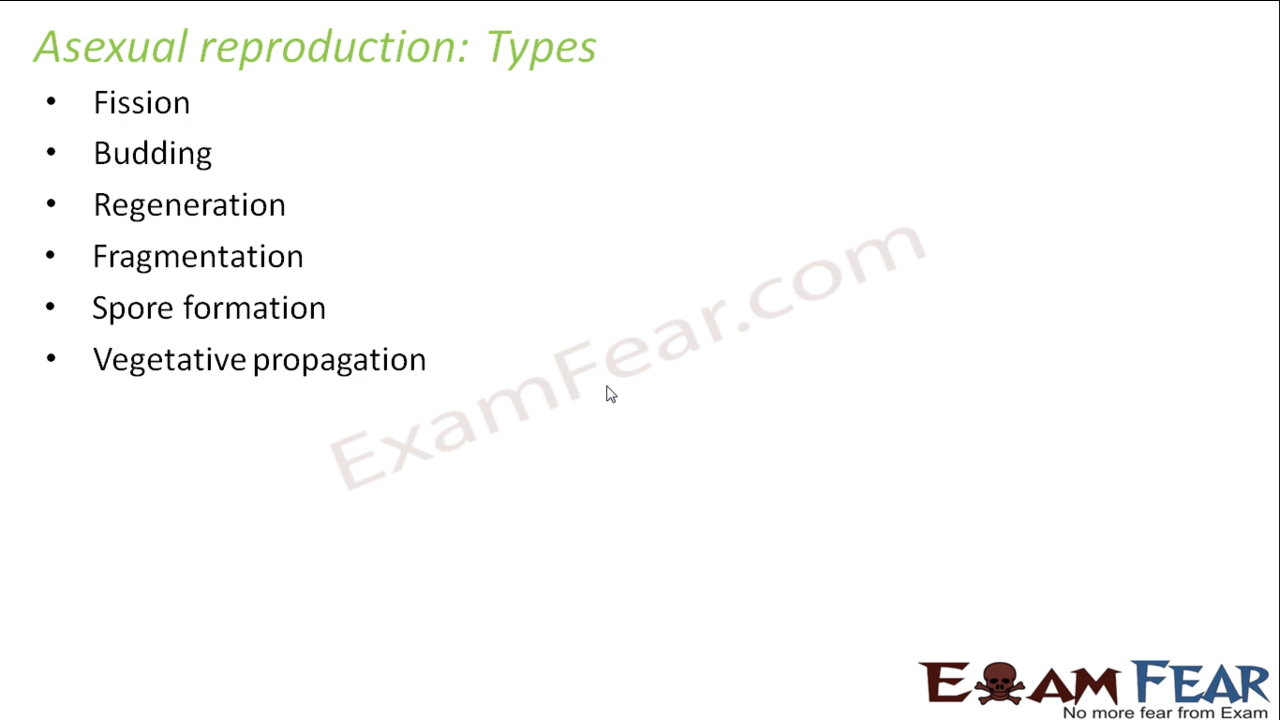 Asexual reproduction: Types
• Fission
• Budding
• Regeneration
• Fragmentation
• Spore formation
• Vegetative propagation
ExamFear.com
EXAM FEAR
No more fear from Exam